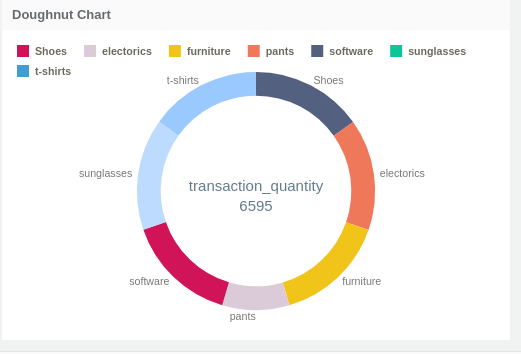 Doughnut Chart
Shoes electorics furniture pants software sunglasses
t-shirts
t-shirts Shoes
sunglasses electorics
transaction_quantity
6595
software furniture
pants